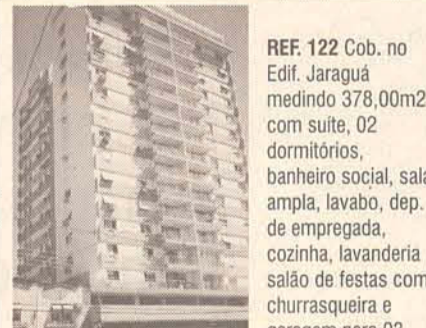 REF. 122 Cob. no
Edif. Jaraguá
medindo 378,00m2
com suíte, 02
dormitórios,
banheiro social, sala
ampla, lavabo, dep.
de empregada,
cozinha, lavanderia
salão de festas com
churrasqueira e